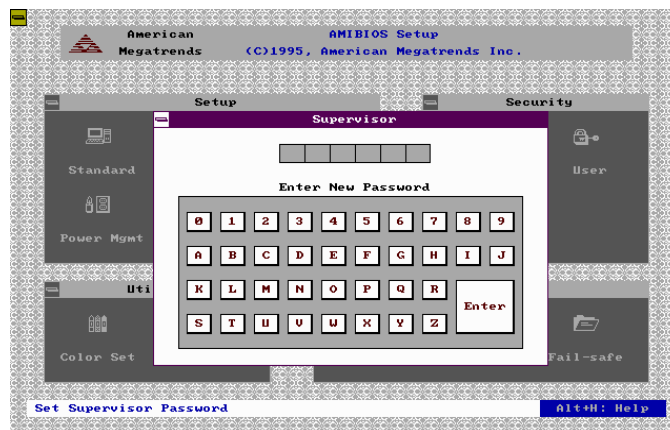 American
Megatrends
AMIBIOS Setup
(C)1995, American Megatrends Inc.
Setup
Security
Supervisor
Standard
User
Enter New Password
Power Mgmt
0 1 2 3 4 5 6 7 8 9
A B C D E F G H I J
K L M N O P Q R
Enter
S T U V W X Y Z
Uti
Color Set
Fail-safe
Set Supervisor Password
Alt+H: Help